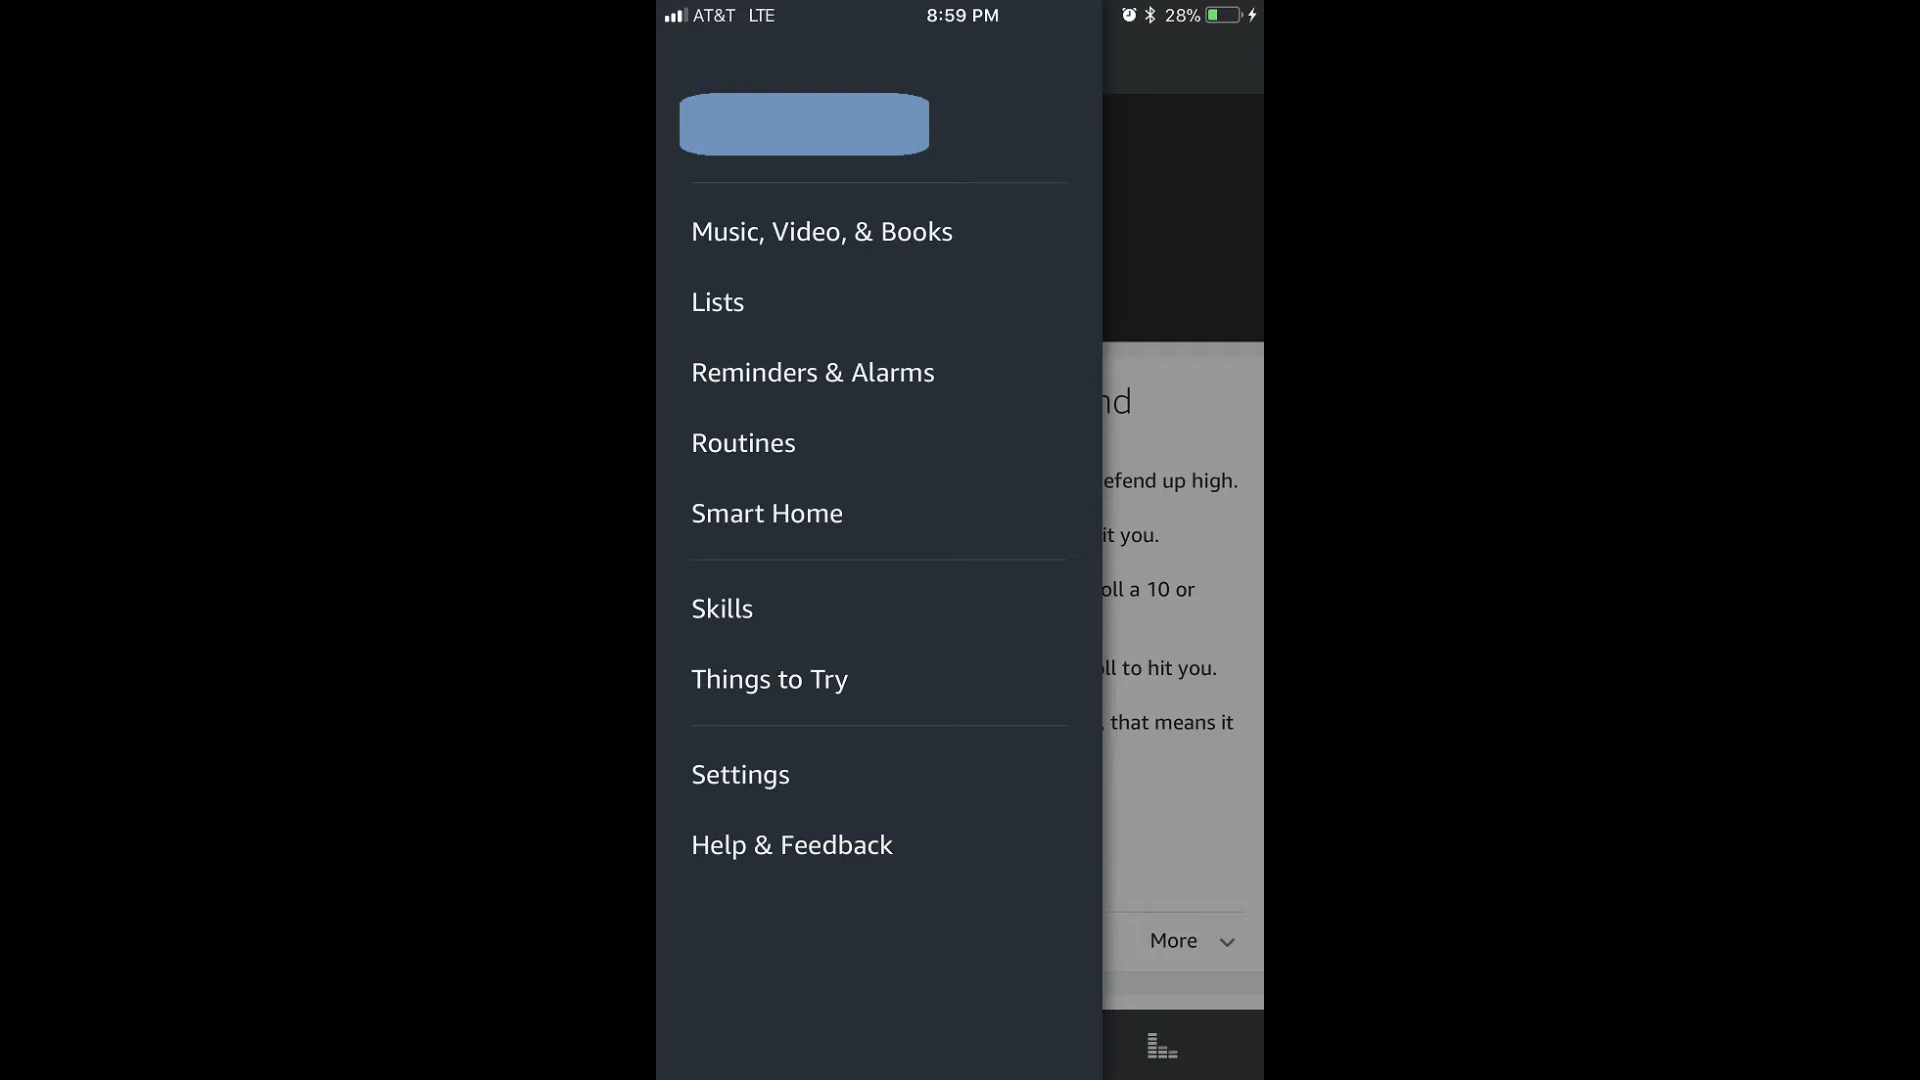 AT&T LTE 8:59 PM 28%
Music, Video, & Books
Lists
Reminders & Alarms
Routines
Smart Home
Skills
Things to Try
Settings
Help & Feedback
nd
efend up high.
it you.
oll a 10 or
ll to hit you.
, that means it
More